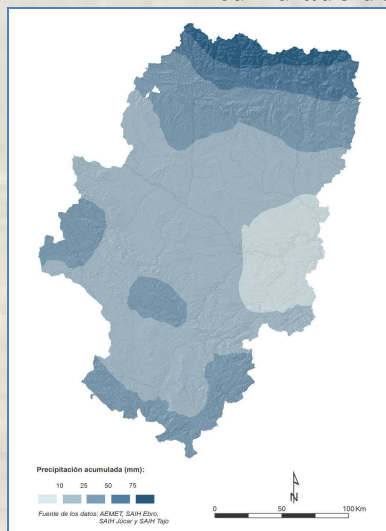 Precipitación acumulada (mm):
10 25 50 75
Fuente de los datos: AEMET, SAIH Ebro,
SAIH Júcar y SAIH Tajo
N
0 50 100 Km